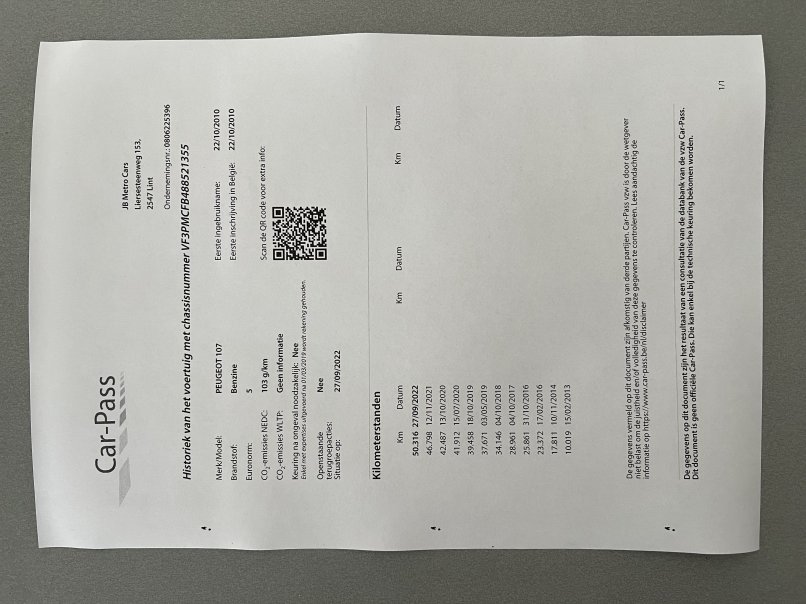 Car-Pass
JB Metro Cars
Liersesteenweg 153,
2547 Lint
Ondernemingsnr.: 0806225396
Historiek van het voertuig met chassisnummer VF3PMCFB488521355
Merk/Model: PEUGEOT 107
Eerste ingebruikname: 22/10/2010
Brandstof: Benzine
Eerste inschrijving in België: 22/10/2010
Euronorm: 5
CO₂-emissies NEDC: 103 g/km
Scan de QR code voor extra info:
CO₂-emissies WLTP: Geen informatie
Keuring na ongeval noodzakelijk: Nee
Enkel met expertises uitgevoerd na 01/03/2019 wordt rekening gehouden.
Openstaande Nee
terugroepacties:
Situatie op: 27/09/2022
Kilometerstanden
Km Datum Km Datum Km Datum
50.316 27/09/2022
46.798 12/11/2021
42.487 13/10/2020
41.912 15/07/2020
39.458 18/10/2019
37.671 03/05/2019
34.146 04/10/2018
28.961 04/10/2017
25.861 31/10/2016
23.372 17/02/2016
17.811 10/11/2014
10.019 15/02/2013
De gegevens vermeld op dit document zijn afkomstig van derde partijen. Car-Pass vzw is door de wetgever
niet belast om de juistheid en/of volledigheid van deze gegevens te controleren. Lees aandachtig de
informatie op https://www.car-pass.be/nl/disclaimer
De gegevens op dit document zijn het resultaat van een consultatie van de databank van de vzw Car-Pass.
Dit document is geen officiële Car-Pass. Die kan enkel bij de technische keuring bekomen worden.
1/1